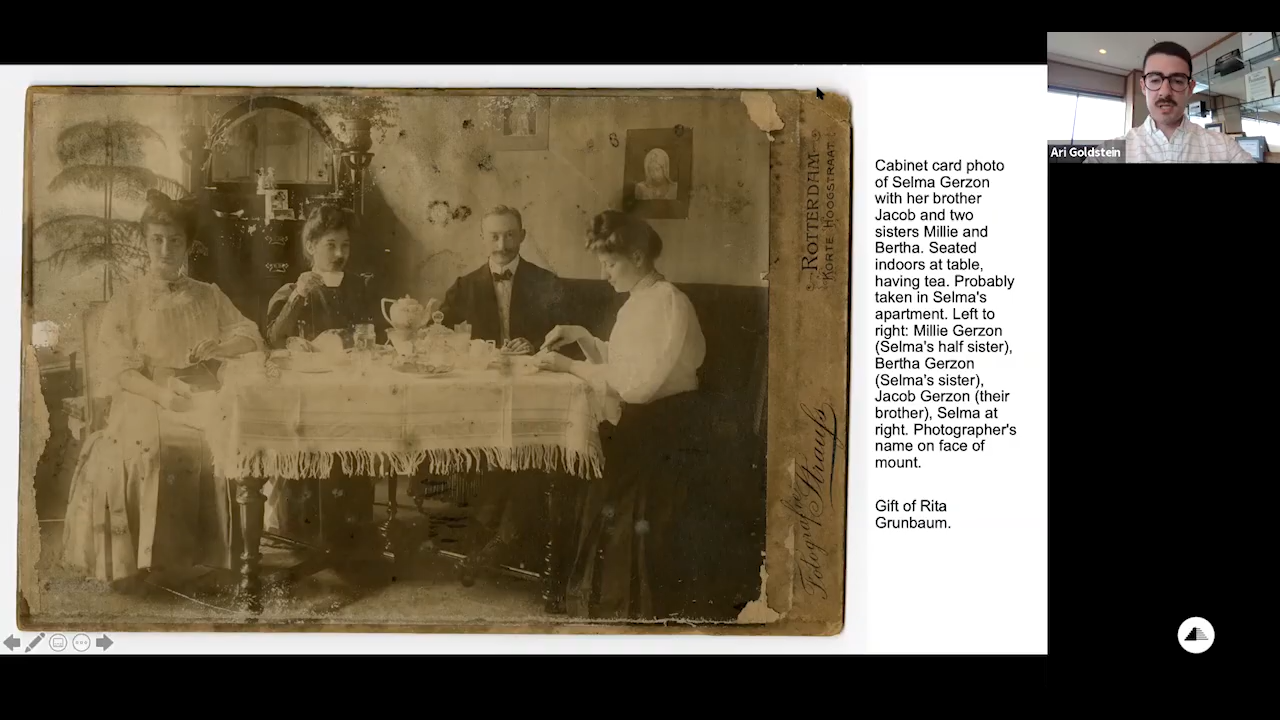 ROTTERDAM
KORTE HOOGSTRAAT
Fotografie Strauss
Cabinet card photo
of Selma Gerzon
with her brother
Jacob and two
sisters Millie and
Bertha. Seated
indoors at table,
having tea. Probably
taken in Selma's
apartment. Left to
right: Millie Gerzon
(Selma's half sister),
Bertha Gerzon
(Selma's sister),
Jacob Gerzon (their
brother), Selma at
right. Photographer's
name on face of
mount.
Gift of Rita
Grunbaum.
Ari Goldstein